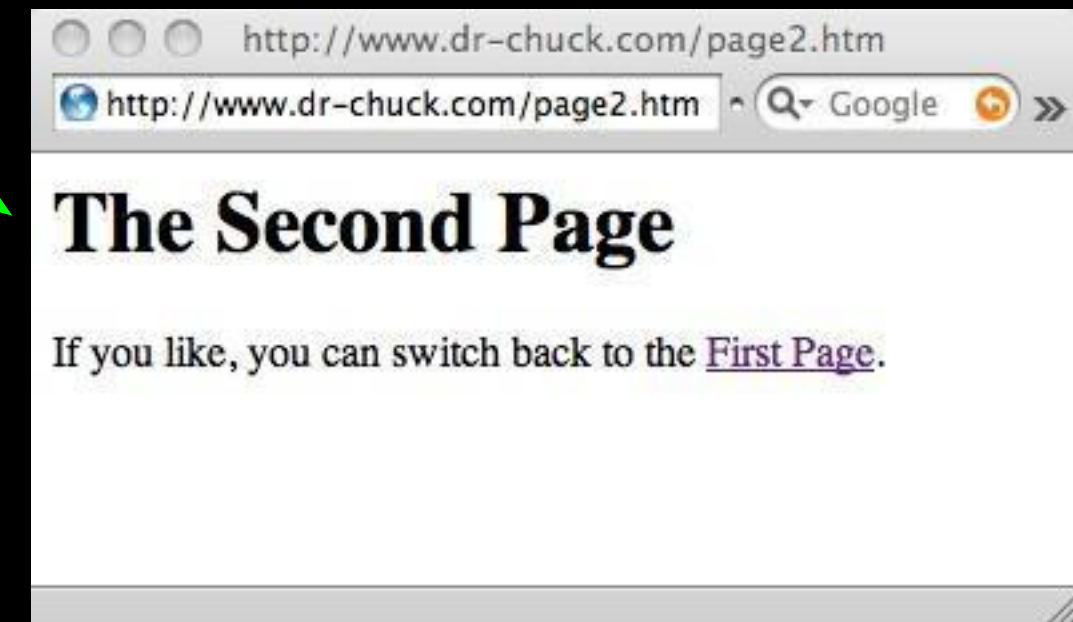 http://www.dr-chuck.com/page2.htm
http://www.dr-chuck.com/page2.htm Google
The Second Page
If you like, you can switch back to the First Page.